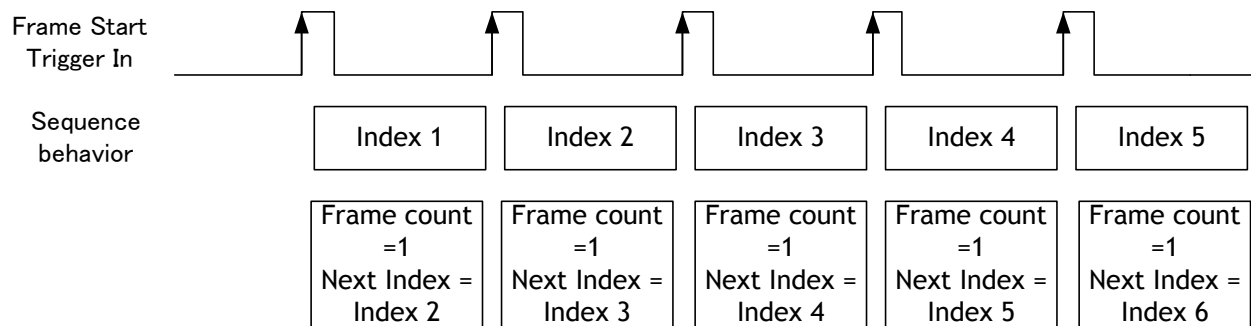 Frame Start
Trigger In
Sequence
behavior
Index 1
Index 2
Index 3
Index 4
Index 5
Frame count
=1
Next Index =
Index 2
Frame count
=1
Next Index =
Index 3
Frame count
=1
Next Index =
Index 4
Frame count
=1
Next Index =
Index 5
Frame count
=1
Next Index =
Index 6